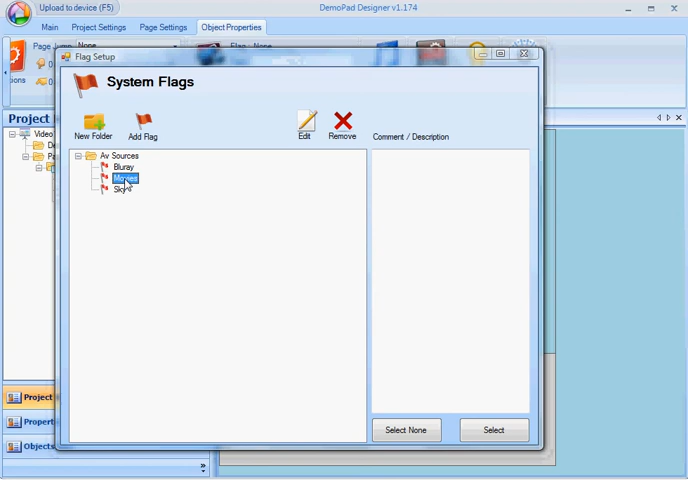 Upload to device (F5)
DemoPad Designer v1.174
Main
Project Settings
Page Settings
Object Properties
Page Jump
None
Flag : None
Flag Setup
System Flags
New Folder
Add Flag
Edit
Remove
Comment / Description
Project
Video
Av Sources
Bluray
Movies
Sky
Project
Propert
Objects
Select None
Select